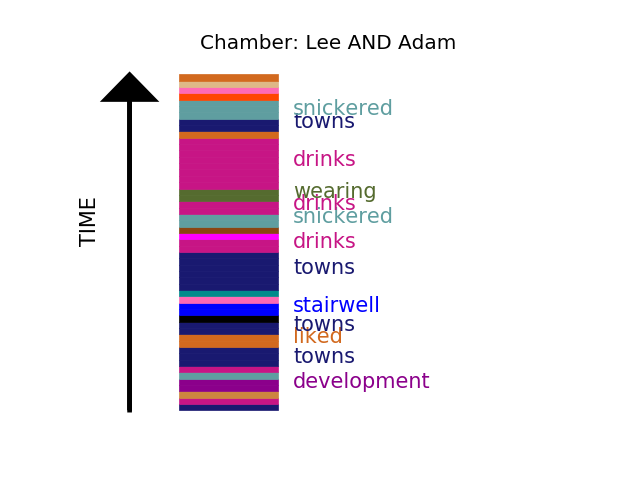 Chamber: Lee AND Adam
snickered
towns
drinks
wearing
drinks
snickered
drinks
towns
stairwell
towns
liked
towns
development
TIME